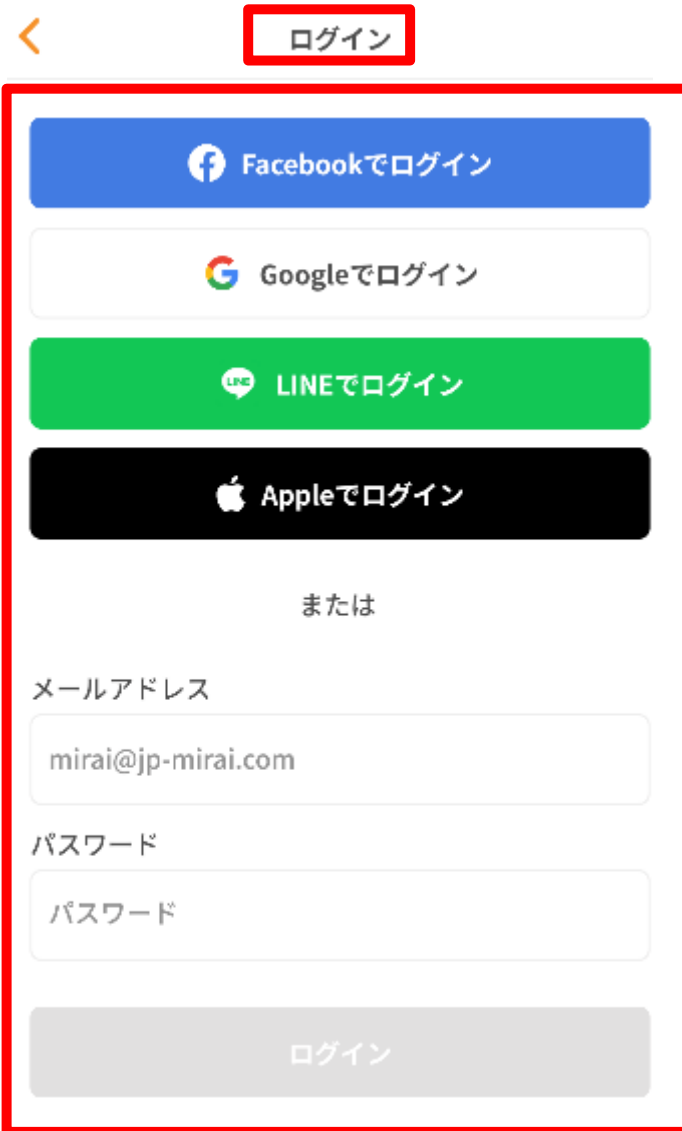 ログイン
Facebookでログイン
Googleでログイン
LINE LINEでログイン
Appleでログイン
または
メールアドレス
mirai@jp-mirai.com
パスワード
パスワード
ログイン